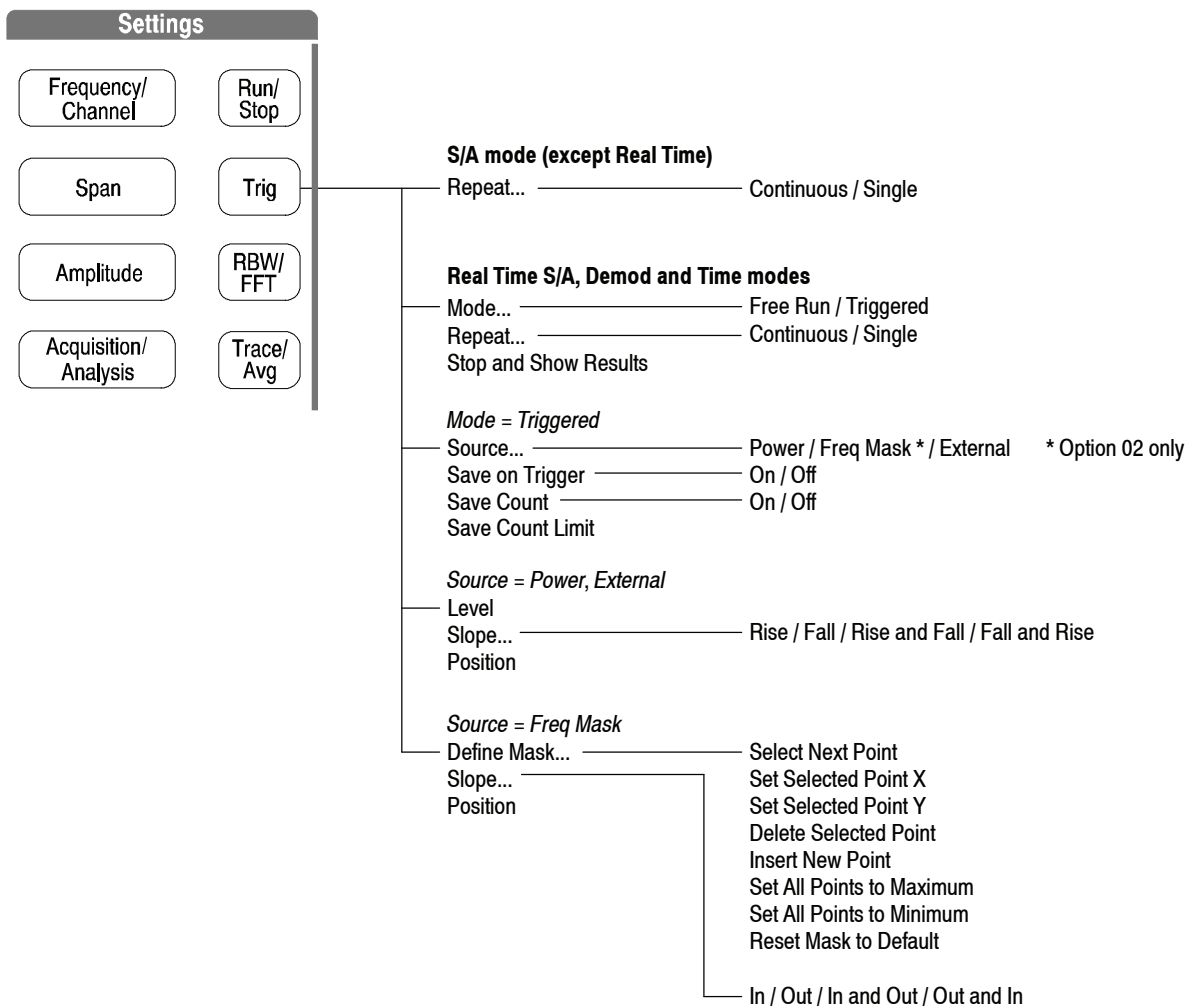 Settings
Frequency/
Channel
Run/
Stop
Span
Trig
Amplitude
RBW/
FFT
Acquisition/
Analysis
Trace/
Avg
S/A mode (except Real Time)
Repeat... Continuous / Single
Real Time S/A, Demod and Time modes
Mode... Free Run / Triggered
Repeat... Continuous / Single
Stop and Show Results
Mode = Triggered
Source... Power / Freq Mask * / External * Option 02 only
Save on Trigger On / Off
Save Count On / Off
Save Count Limit
Source = Power, External
Level
Slope... Rise / Fall / Rise and Fall / Fall and Rise
Position
Source = Freq Mask
Define Mask... Select Next Point
Slope... Set Selected Point X
Position Set Selected Point Y
Delete Selected Point
Insert New Point
Set All Points to Maximum
Set All Points to Minimum
Reset Mask to Default
In / Out / In and Out / Out and In